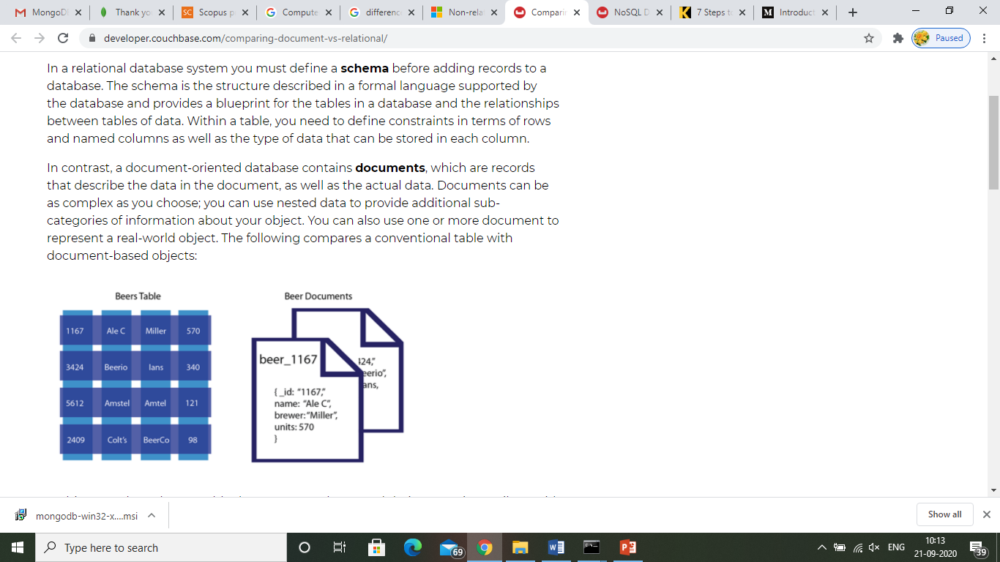 MongoDB
Thank yo
Scopus p
Compute
differenc
Non-rela
Comparin
NoSQL D
7 Steps t
Introduct
developer.couchbase.com/comparing-document-vs-relational/
Paused
In a relational database system you must define a schema before adding records to a
database. The schema is the structure described in a formal language supported by
the database and provides a blueprint for the tables in a database and the relationships
between tables of data. Within a table, you need to define constraints in terms of rows
and named columns as well as the type of data that can be stored in each column.
In contrast, a document-oriented database contains documents, which are records
that describe the data in the document, as well as the actual data. Documents can be
as complex as you choose; you can use nested data to provide additional sub-
categories of information about your object. You can also use one or more document to
represent a real-world object. The following compares a conventional table with
document-based objects:
Beers Table
1167 Ale C Miller 570
3424 Beerio Ians 340
5612 Amstel Amtel 121
2409 Colt's BeerCo 98
Beer Documents
beer_1167
{ _id: "1167,"
name: "Ale C",
brewer: "Miller",
units: 570
}
424,"
eerio",
ans,
mongodb-win32-x....msi
Show all
Type here to search
69
ENG
10:13
21-09-2020
39